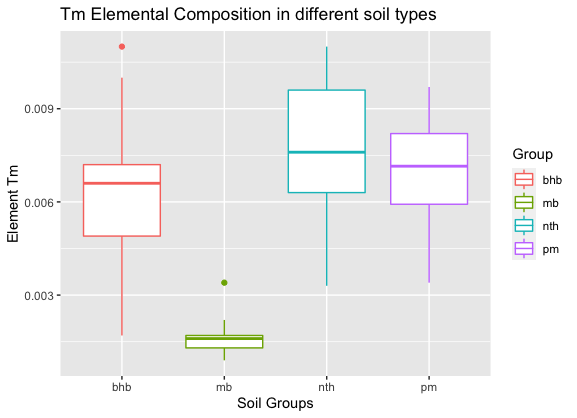 Tm Elemental Composition in different soil types
0.009
0.006
0.003
Element Tm
bhb mb nth pm
Soil Groups
Group
bhb
mb
nth
pm